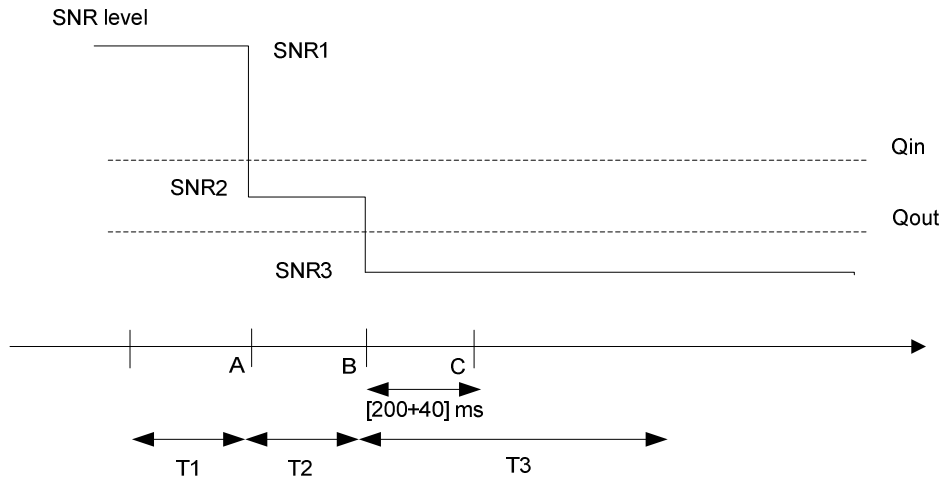 SNR level
SNR1
Qin
SNR2
Qout
SNR3
A
B
C
[200+40] ms
T1
T2
T3